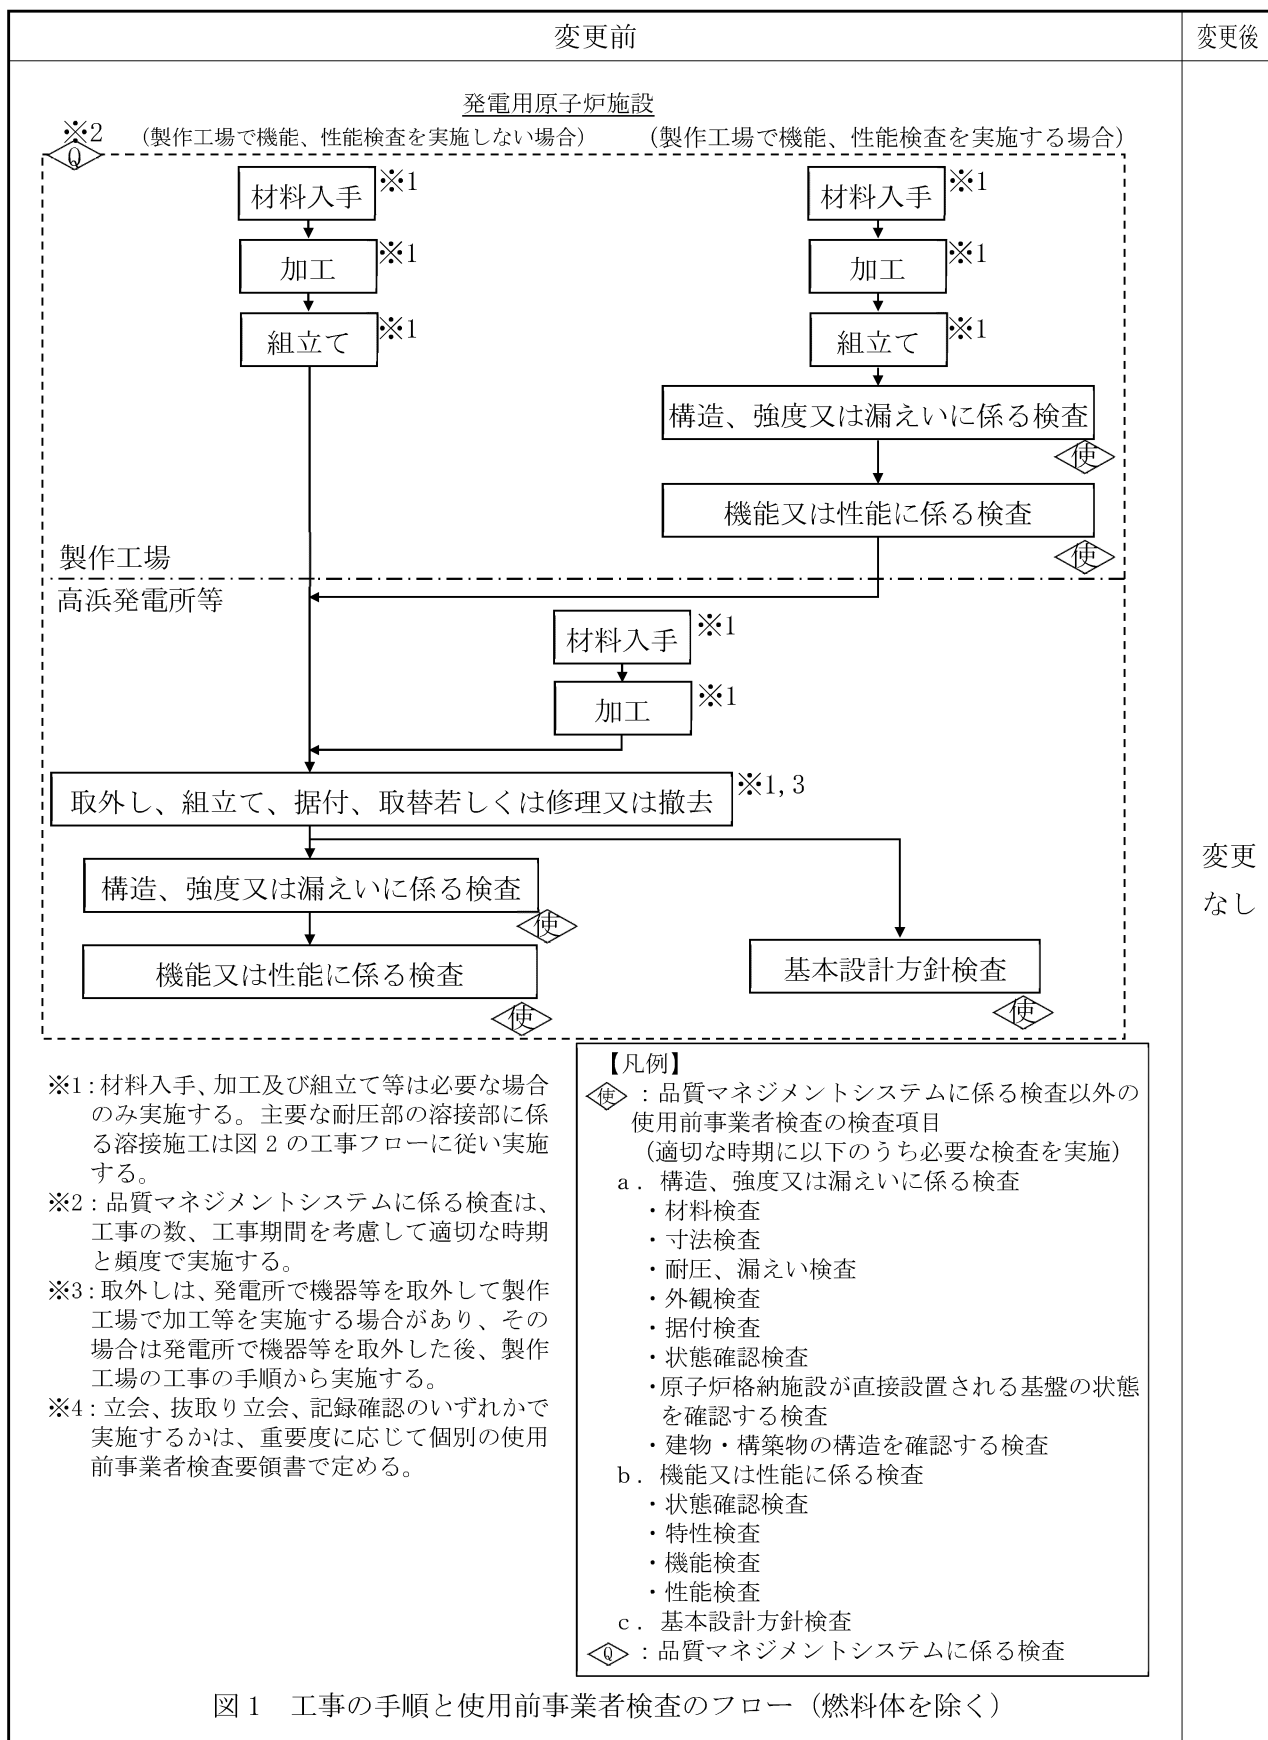 変更前
変更後
発電用原子炉施設
※2
(製作工場で機能、性能検査を実施しない場合)
(製作工場で機能、性能検査を実施する場合)
Q
材料入手
※1
加工
※1
組立て
※1
材料入手
※1
加工
※1
組立て
※1
構造、強度又は漏えいに係る検査
使
機能又は性能に係る検査
使
製作工場
高浜発電所等
材料入手
※1
加工
※1
取外し、組立て、据付、取替若しくは修理又は撤去
※1,3
構造、強度又は漏えいに係る検査
使
機能又は性能に係る検査
使
基本設計方針検査
使
変更
なし
※1:材料入手、加工及び組立て等は必要な場合
のみ実施する。主要な耐圧部の溶接部に係
る溶接施工は図2の工事フローに従い実施
する。
※2:品質マネジメントシステムに係る検査は、
工事の数、工事期間を考慮して適切な時期
と頻度で実施する。
※3:取外しは、発電所で機器等を取外して製作
工場で加工等を実施する場合があり、その
場合は発電所で機器等を取外した後、製作
工場の工事の手順から実施する。
※4:立会、抜取り立会、記録確認のいずれかで
実施するかは、重要度に応じて個別の使用
前事業者検査要領書で定める。
【凡例】
使:品質マネジメントシステムに係る検査以外の
使用前事業者検査の検査項目
(適切な時期に以下のうち必要な検査を実施)
a.構造、強度又は漏えいに係る検査
・材料検査
・寸法検査
・耐圧、漏えい検査
・外観検査
・据付検査
・状態確認検査
・原子炉格納施設が直接設置される基盤の状態
を確認する検査
・建物・構築物の構造を確認する検査
b.機能又は性能に係る検査
・状態確認検査
・特性検査
・機能検査
・性能検査
c.基本設計方針検査
Q:品質マネジメントシステムに係る検査
図1 工事の手順と使用前事業者検査のフロー(燃料体を除く)